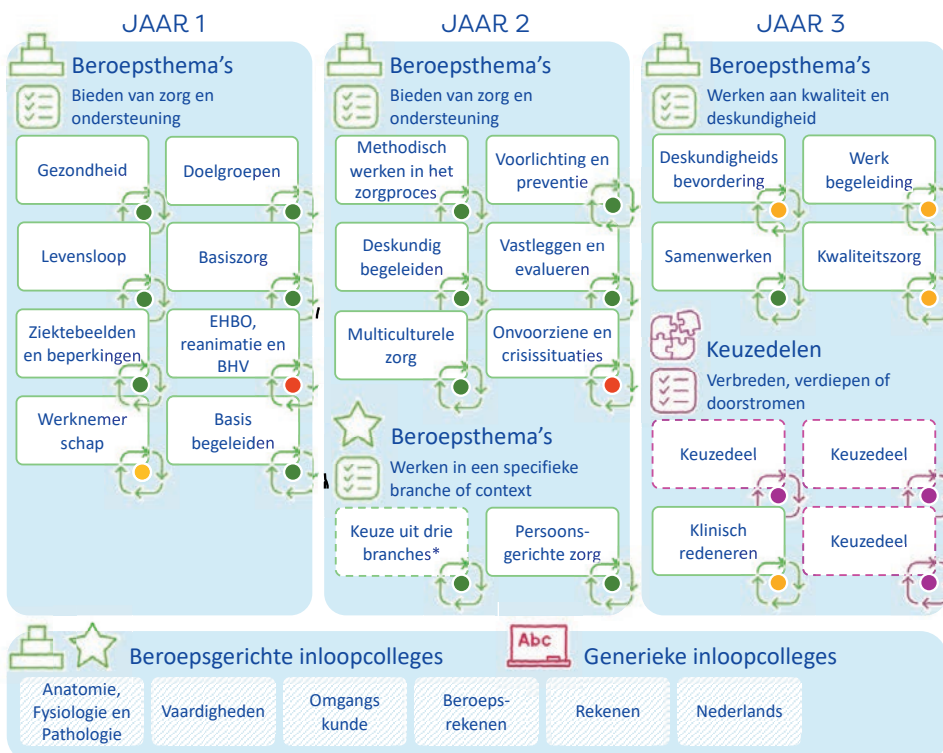 JAAR 1
Beroepsthema's
Bieden van zorg en
ondersteuning
Gezondheid
Doelgroepen
Levensloop
Basiszorg
Ziektebeelden
en beperkingen
EHBO,
reanimatie en
BHV
Werknemer
schap
Basis
begeleiden
JAAR 2
Beroepsthema's
Bieden van zorg en
ondersteuning
Methodisch
werken in het
zorgproces
Voorlichting en
preventie
Deskundig
begeleiden
Vastleggen en
evalueren
Multiculturele
zorg
Onvoorziene en
crisissituaties
Beroepsthema's
Werken in een specifieke
branche of context
Keuze uit drie
branches*
Persoons-
gerichte zorg
JAAR 3
Beroepsthema's
Werken aan kwaliteit en
deskundigheid
Deskundigheids
bevordering
Werk
begeleiding
Samenwerken
Kwaliteitszorg
Keuzedelen
Verbreden, verdiepen of
doorstromen
Keuzedeel
Keuzedeel
Klinisch
redeneren
Keuzedeel
Beroepsgerichte inloopcolleges
Abc
Generieke inloopcolleges
Anatomie,
Fysiologie en
Pathologie
Vaardigheden
Omgangs
kunde
Beroeps-
rekenen
Rekenen
Nederlands